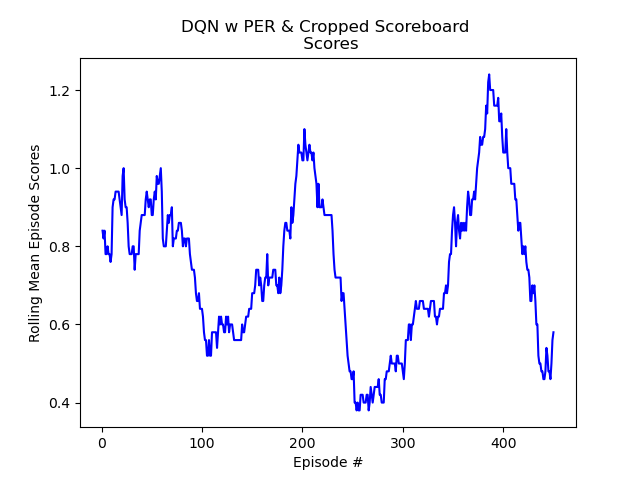 DQN w PER & Cropped Scoreboard
Scores
Rolling Mean Episode Scores
1.2
1.0
0.8
0.6
0.4
0 100 200 300 400
Episode #